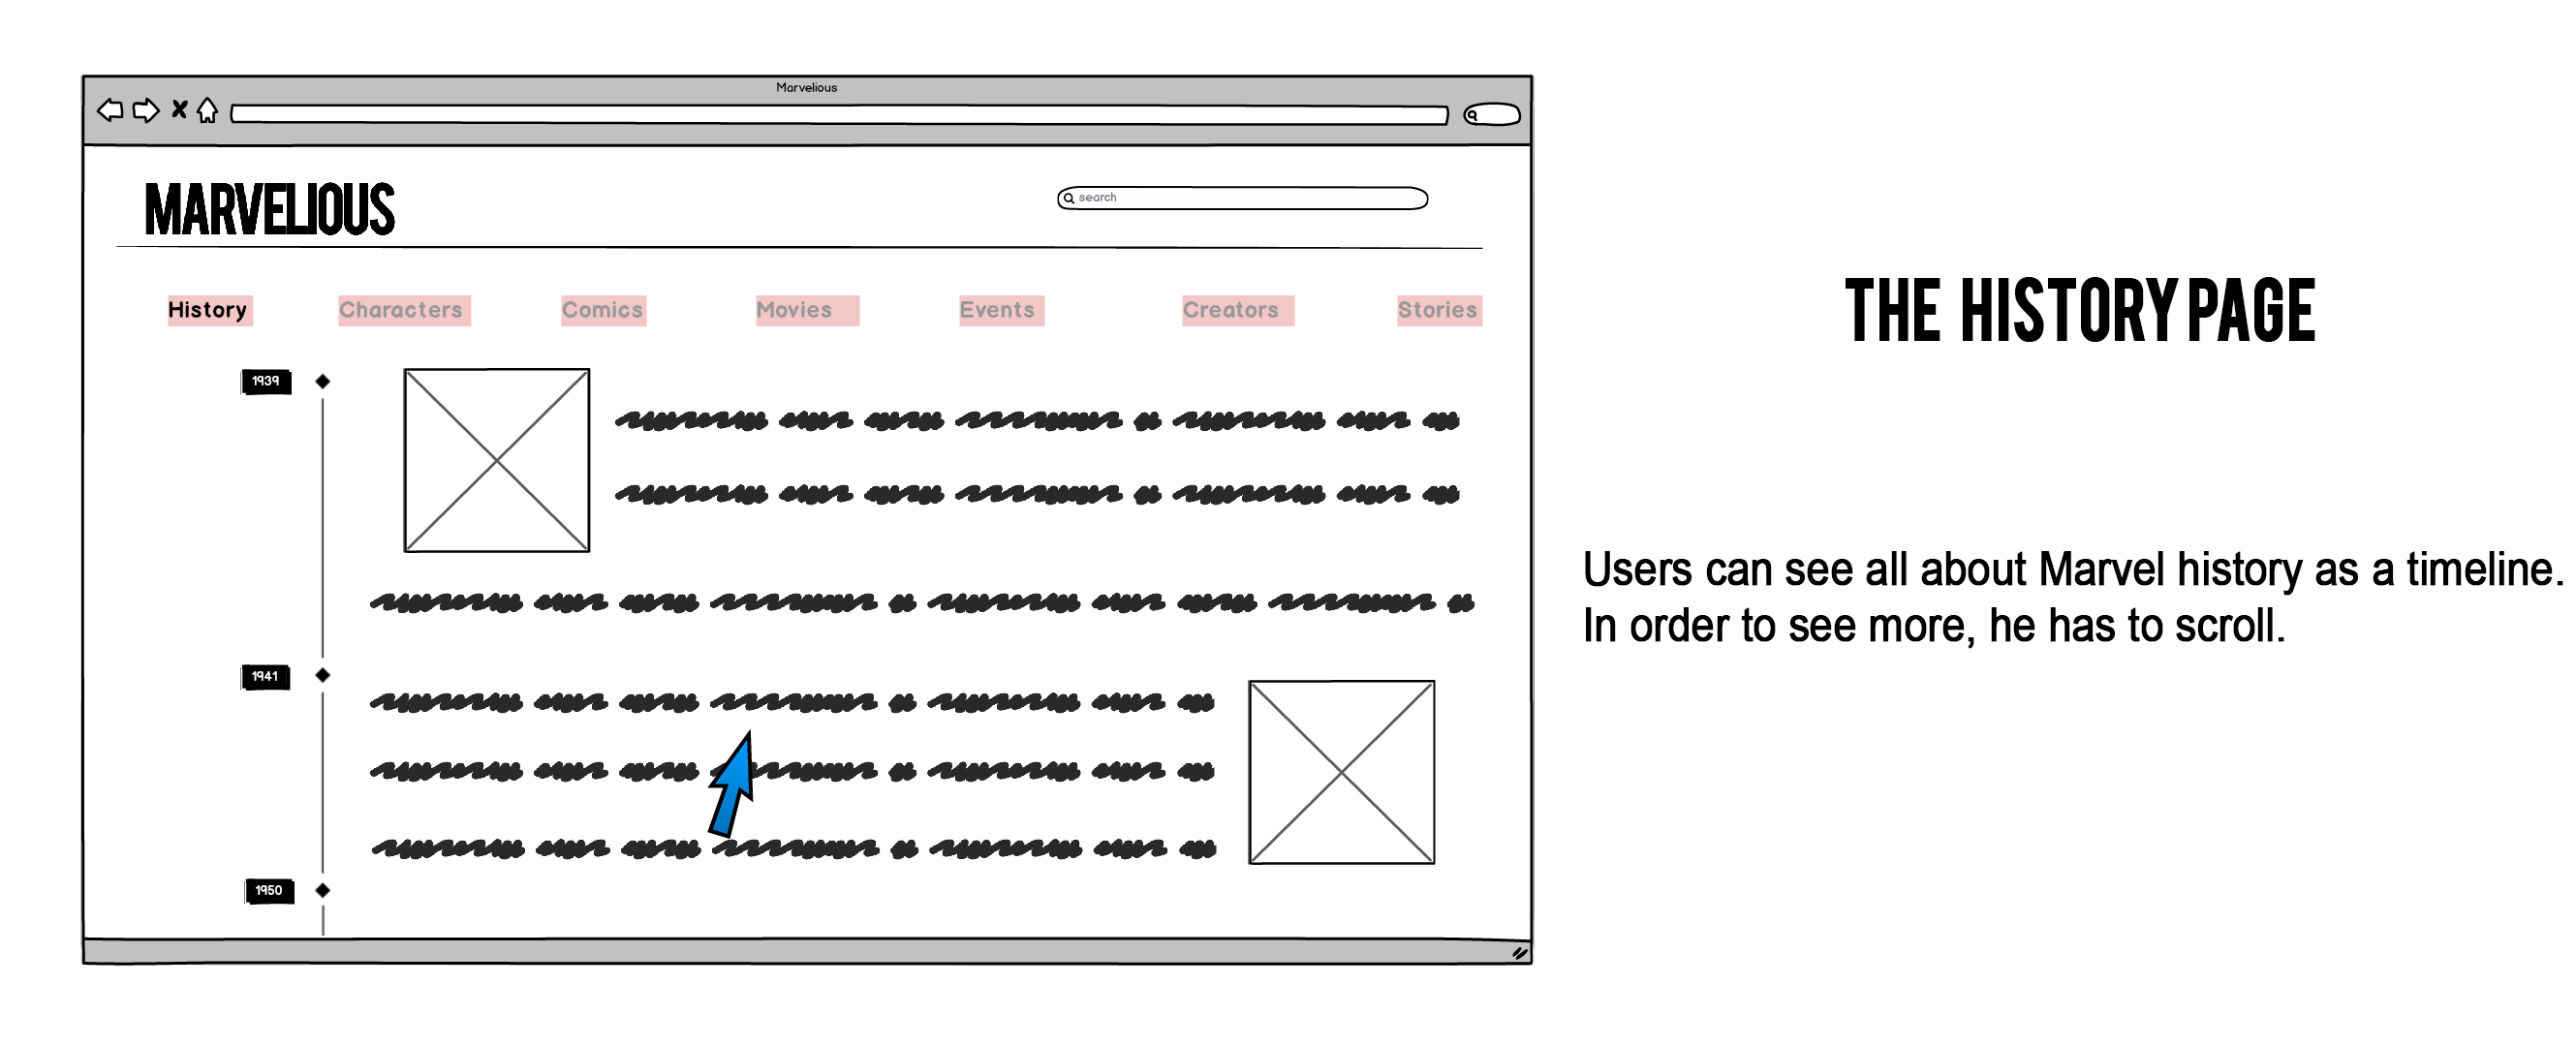 Marvelious
MARVELIOUS
search
History Characters Comics Movies Events Creators Stories
1939
1941
1950
THE HISTORY PAGE
Users can see all about Marvel history as a timeline.
In order to see more, he has to scroll.